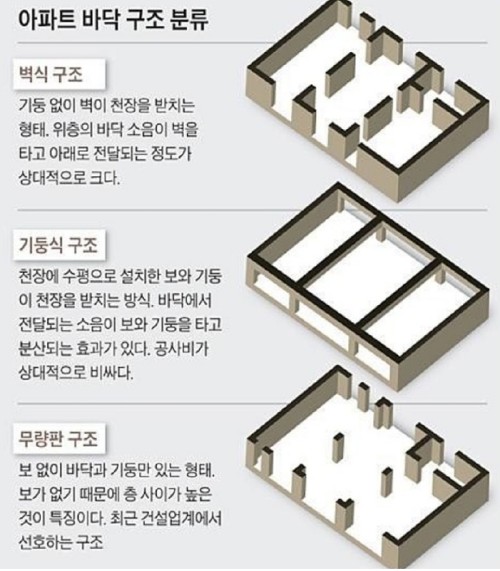 아파트 바닥 구조 분류
벽식 구조
기둥 없이 벽이 천장을 받치는
형태. 위층의 바닥 소음이 벽을
타고 아래로 전달되는 정도가
상대적으로 크다.
기둥식 구조
천장에 수평으로 설치한 보와 기둥
이 천장을 받치는 방식. 바닥에서
전달되는 소음이 보와 기둥을 타고
분산되는 효과가 있다. 공사비가
상대적으로 비싸다.
무량판 구조
보 없이 바닥과 기둥만 있는 형태.
보가 없기 때문에 층 사이가 높은
것이 특징이다. 최근 건설업계에서
선호하는 구조